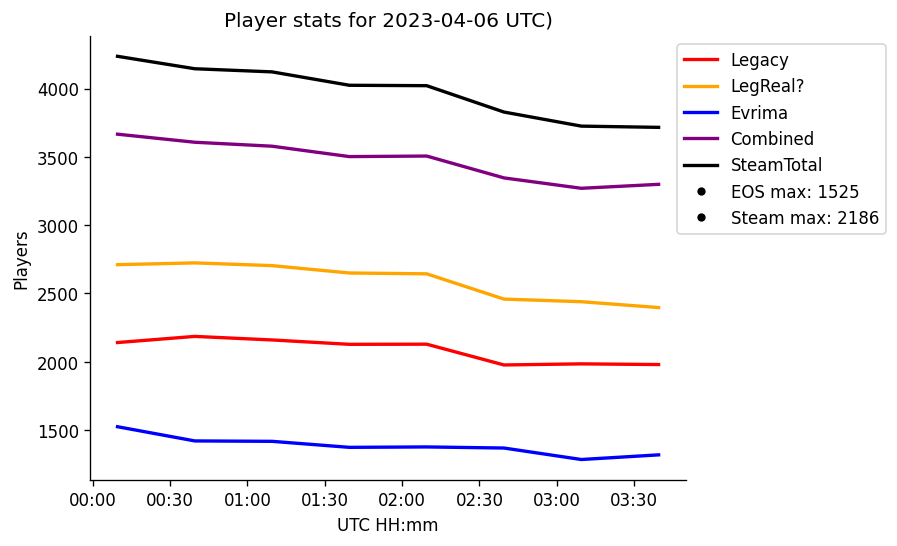 Player stats for 2023-04-06 UTC)
Legacy
LegReal?
Evrima
Combined
SteamTotal
EOS max: 1525
Steam max: 2186
Players
4000
3500
3000
2500
2000
1500
00:00 00:30 01:00 01:30 02:00 02:30 03:00 03:30
UTC HH:mm